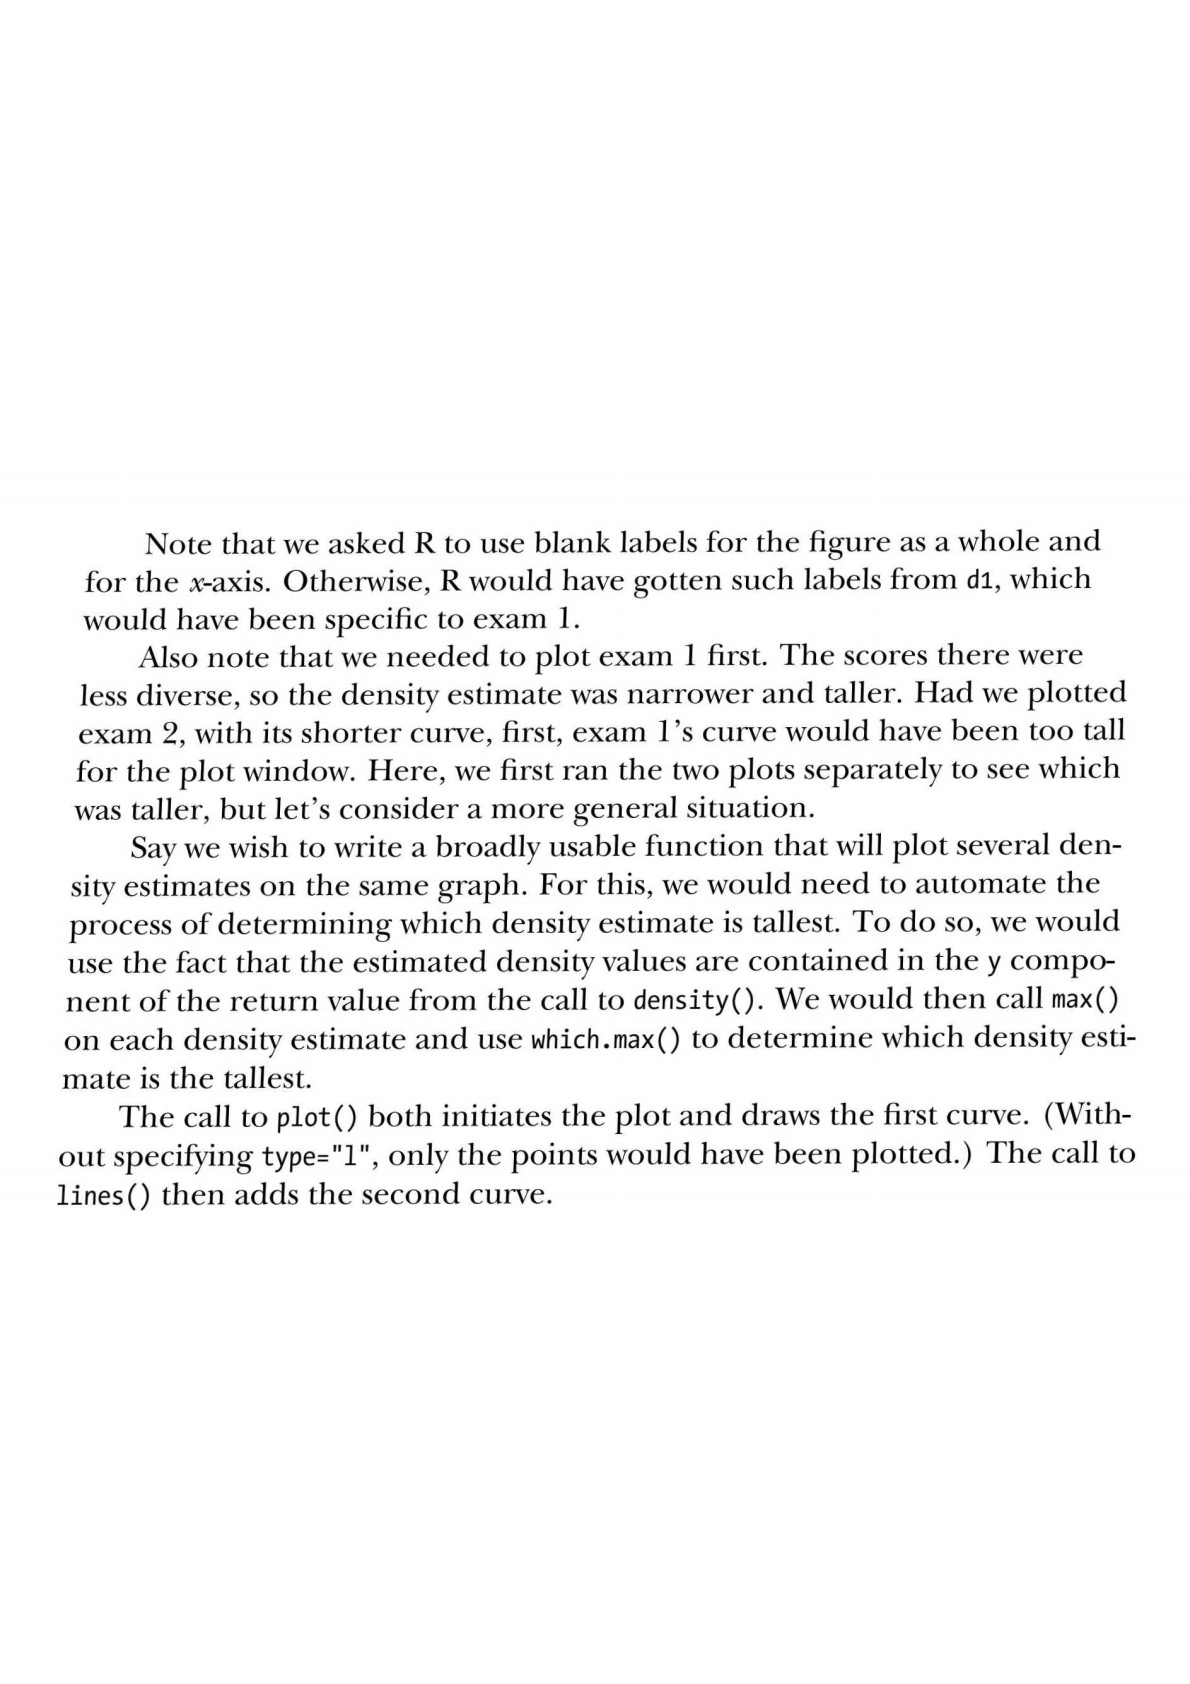 Note that we asked R to use blank labels for the figure as a whole and
for the x-axis. Otherwise, R would have gotten such labels from d1, which
would have been specific to exam 1.
Also note that we needed to plot exam 1 first. The scores there were
less diverse, so the density estimate was narrower and taller. Had we plotted
exam 2, with its shorter curve, first, exam 1’s curve would have been too tall
for the plot window. Here, we first ran the two plots separately to see which
was taller, but let’s consider a more general situation.
Say we wish to write a broadly usable function that will plot several den-
sity estimates on the same graph. For this, we would need to automate the
process of determining which density estimate is tallest. To do so, we would
use the fact that the estimated density values are contained in the y compo-
nent of the return value from the call to density(). We would then call max()
on each density estimate and use which.max() to determine which density esti-
mate is the tallest.
The call to plot() both initiates the plot and draws the first curve. (With-
out specifying type="l", only the points would have been plotted.) The call to
lines() then adds the second curve.